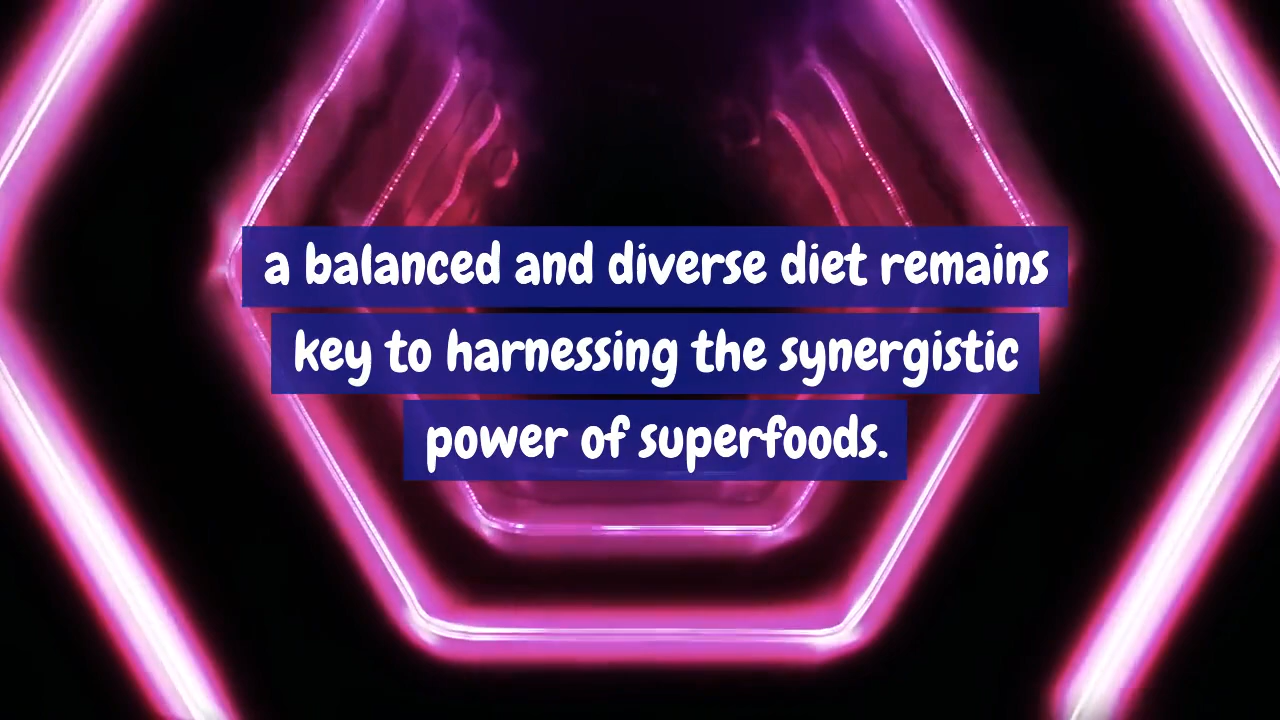 a balanced and diverse diet remains
key to harnessing the synergistic
power of superfoods.